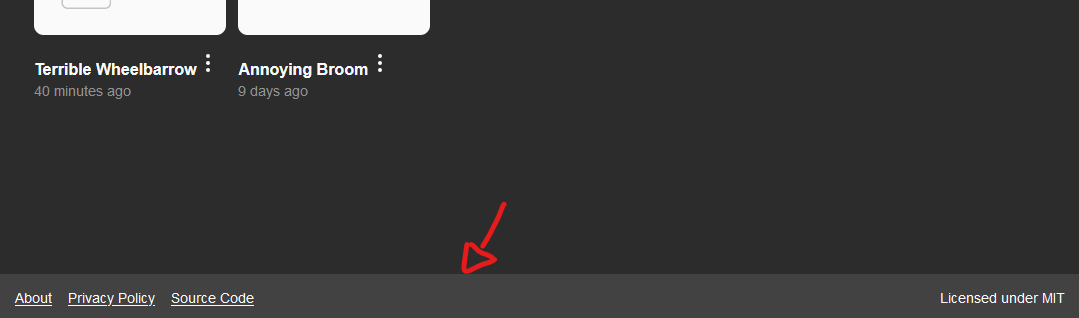 Terrible Wheelbarrow
40 minutes ago
Annoying Broom
9 days ago
About Privacy Policy Source Code
Licensed under MIT